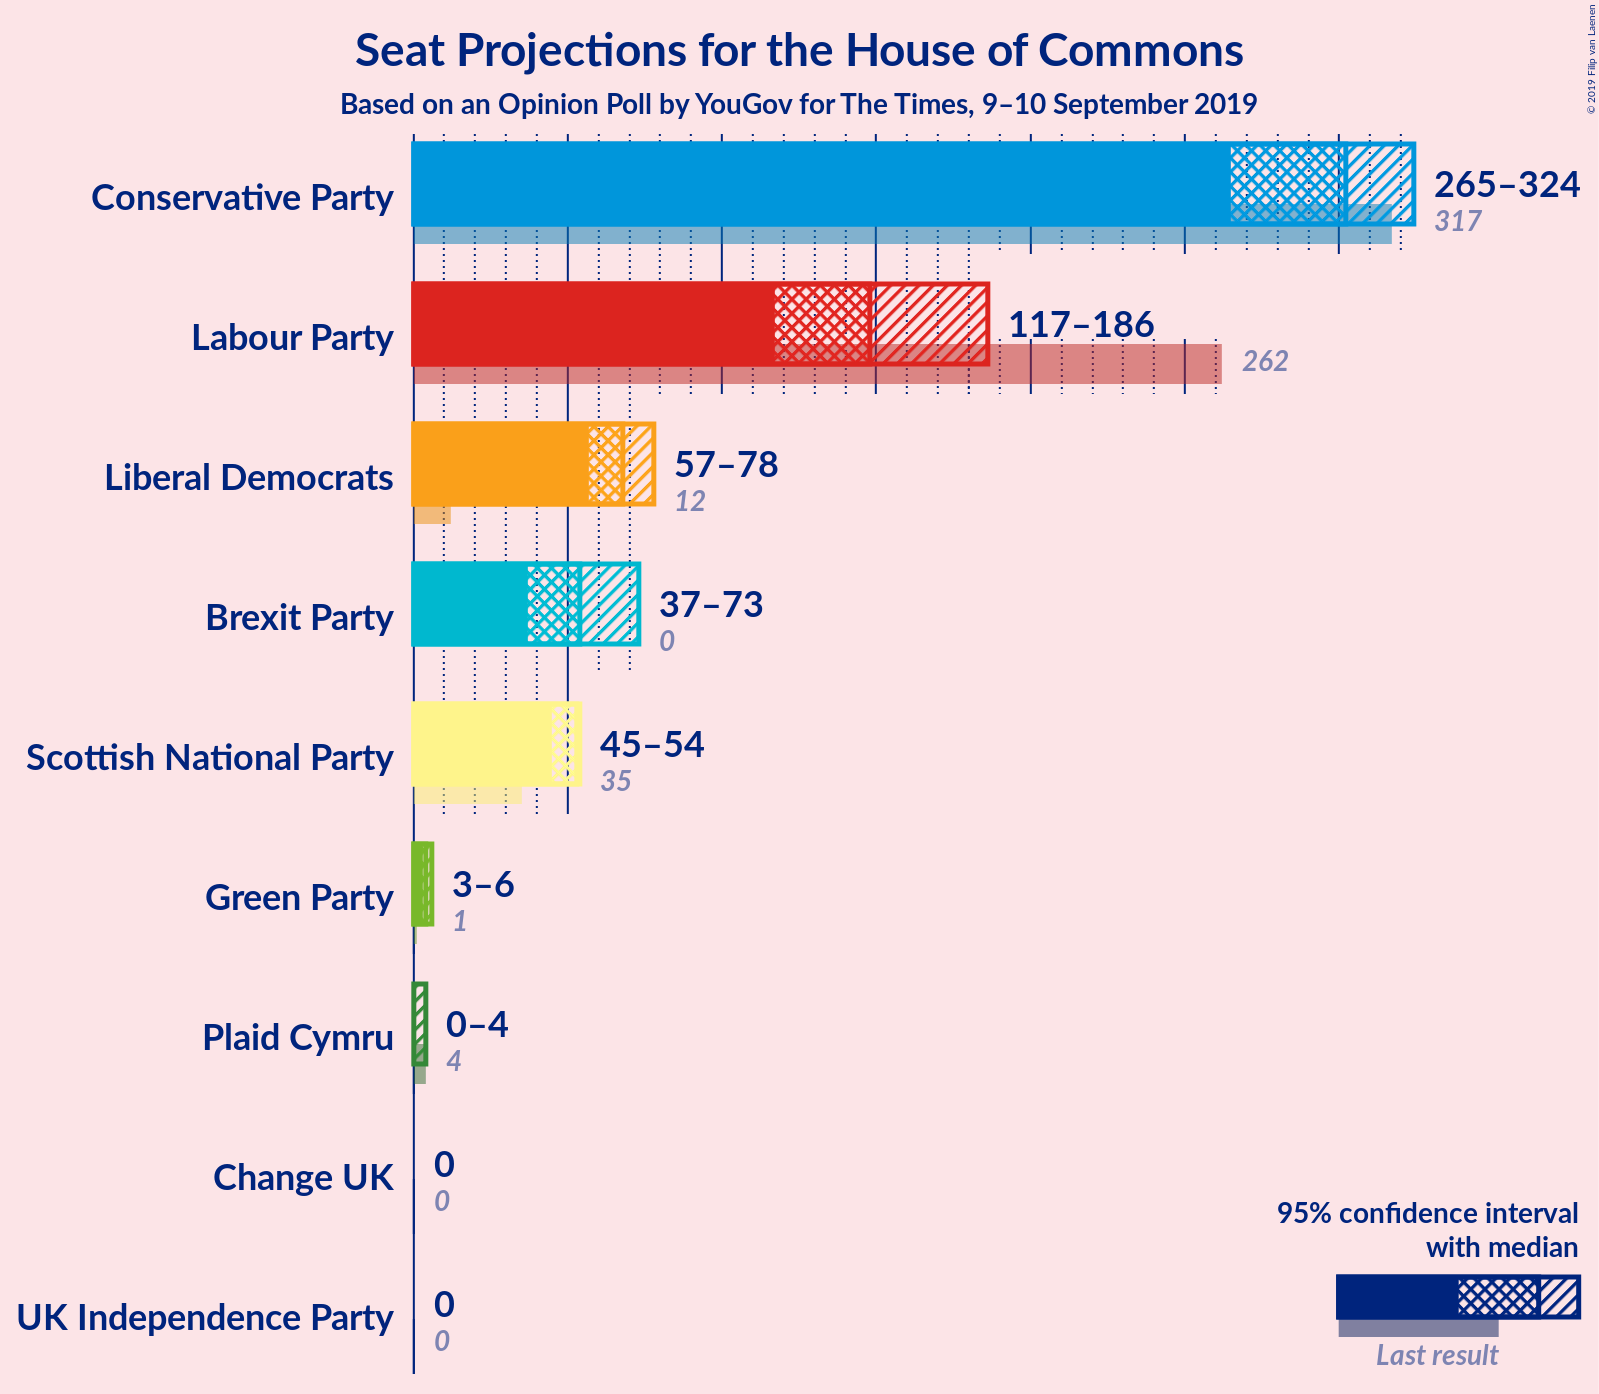 Seat Projections for the House of Commons
Based on an Opinion Poll by YouGov for The Times, 9–10 September 2019
© 2019 Filip van Laenen
Conservative Party
265–324
317
Labour Party
117–186
262
Liberal Democrats
57–78
12
Brexit Party
37–73
0
Scottish National Party
45–54
35
Green Party
3–6
1
Plaid Cymru
0–4
4
Change UK
0
0
UK Independence Party
0
0
95% confidence interval
with median
Last result